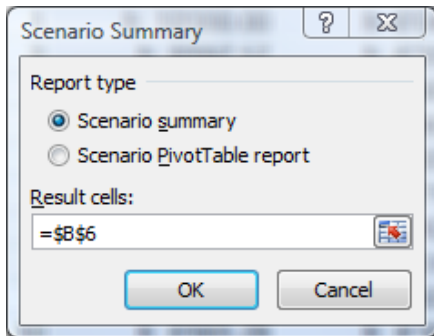 Scenario Summary
Report type
Scenario summary
Scenario PivotTable report
Result cells:
=$B$6
OK Cancel